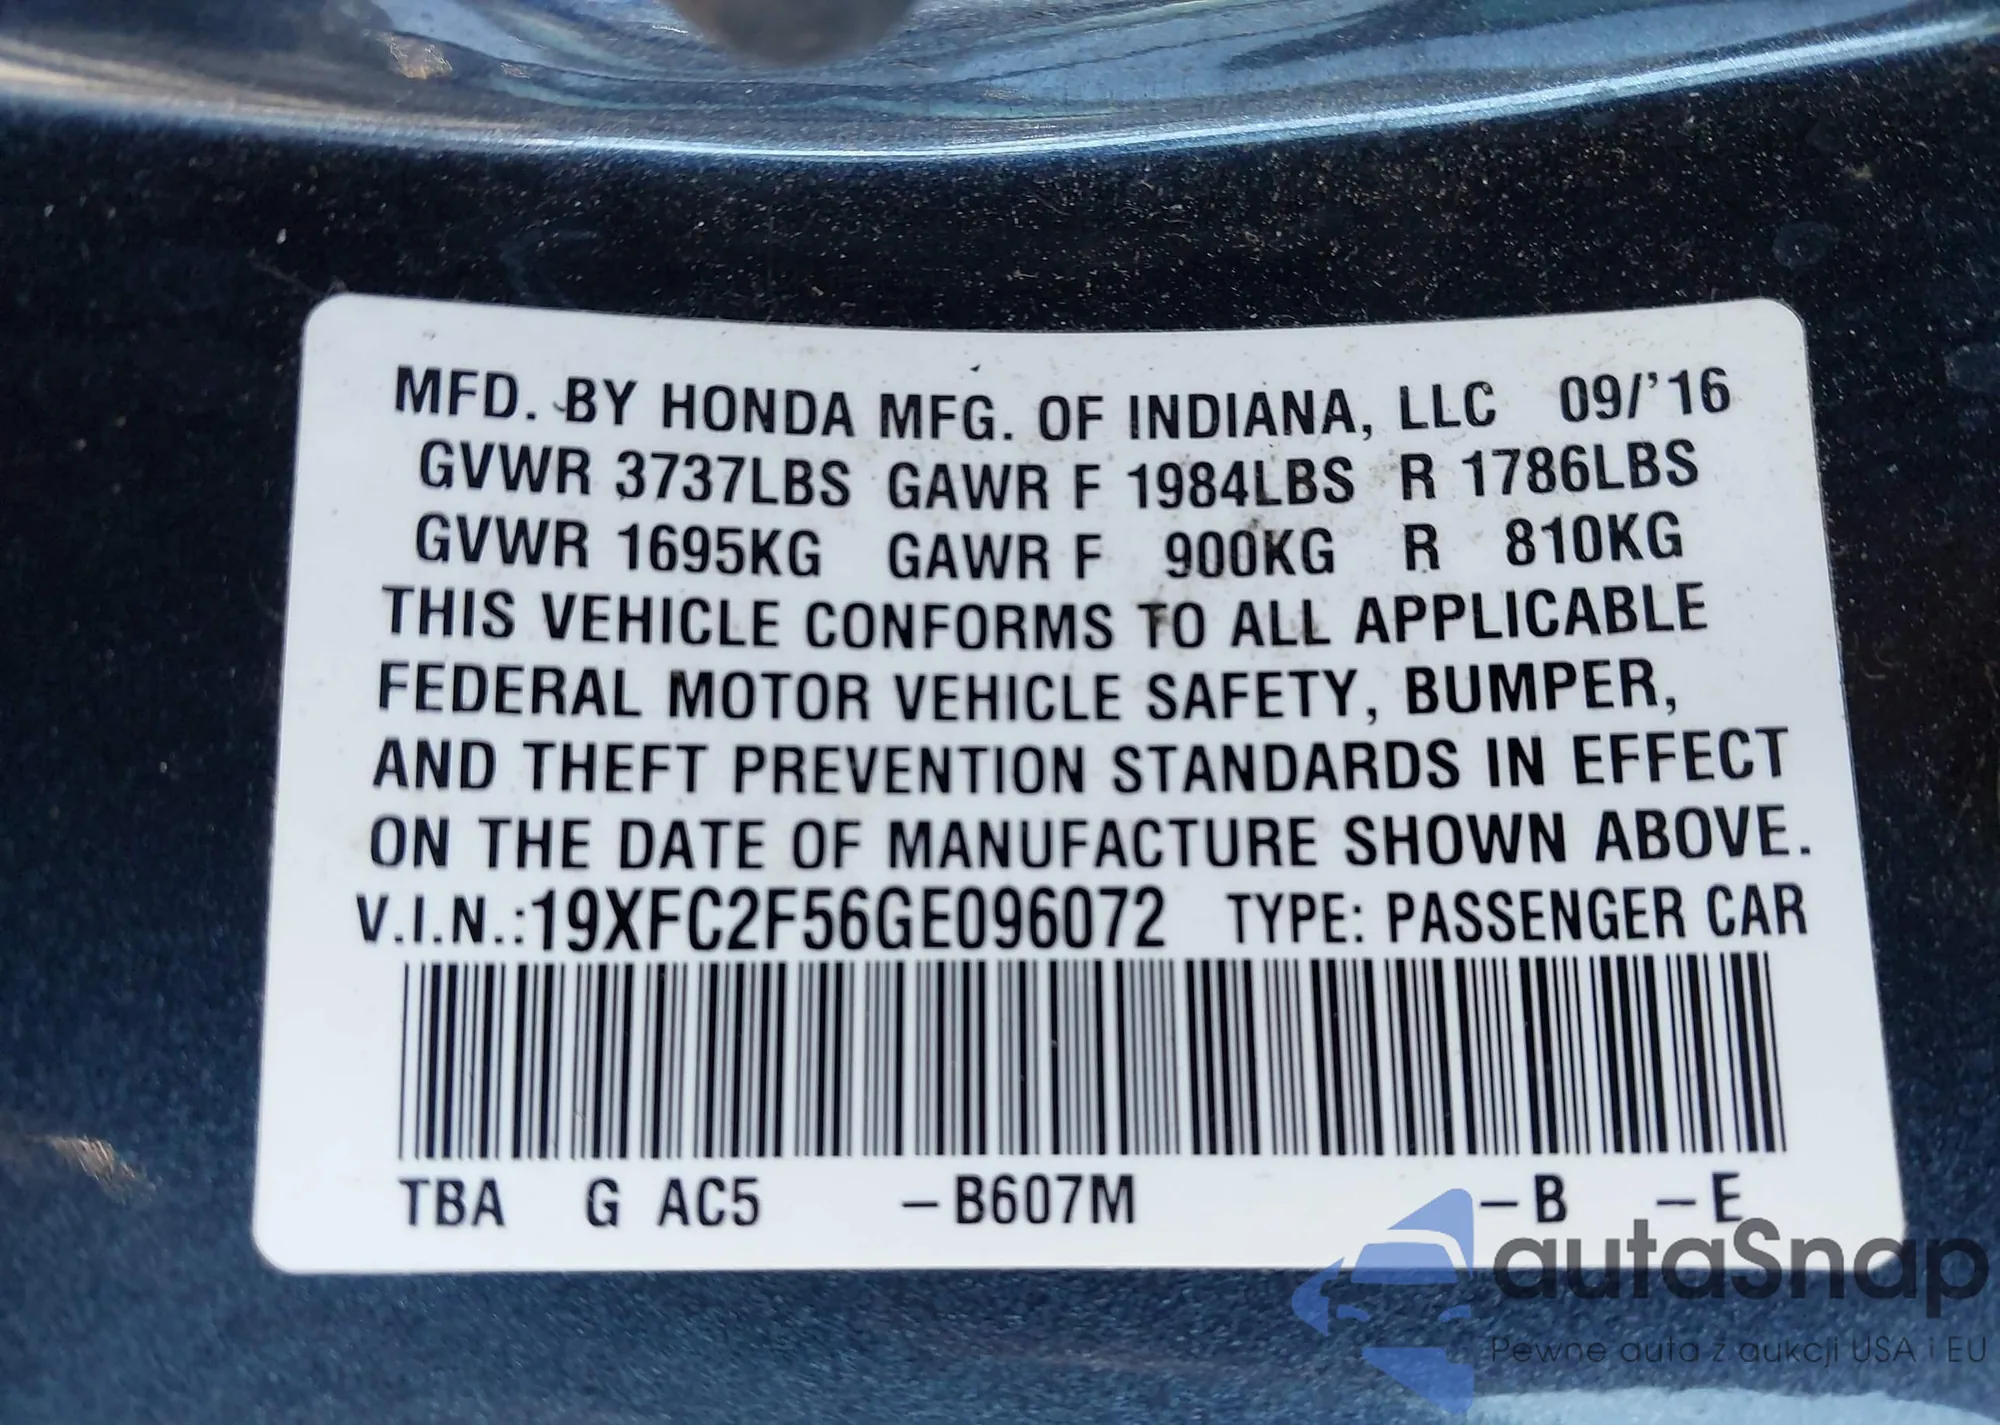 MFD. BY HONDA MFG. OF INDIANA, LLC 09/'16
GVWR 3737LBS GAWR F 1984LBS R 1786LBS
GVWR 1695KG GAWR F 900KG R 810KG
THIS VEHICLE CONFORMS TO ALL APPLICABLE
FEDERAL MOTOR VEHICLE SAFETY, BUMPER,
AND THEFT PREVENTION STANDARDS IN EFFECT
ON THE DATE OF MANUFACTURE SHOWN ABOVE.
V.I.N.:19XFC2F56GE096072 TYPE: PASSENGER CAR
TBA G AC5 –B607M –B –E
autaSnap
Pewne auta z aukcji USA i EU